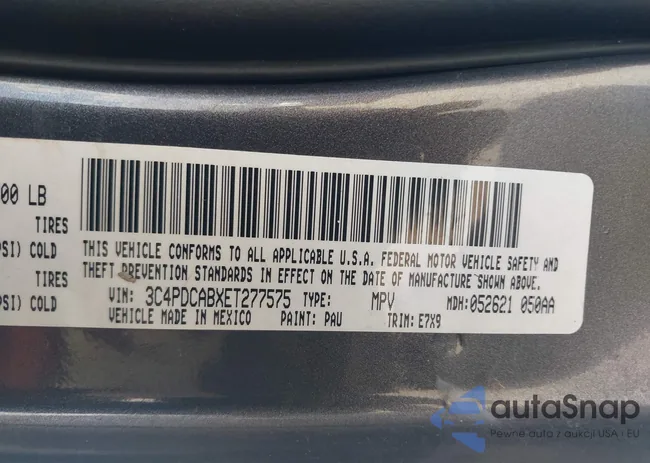 00 LB
TIRES
PSI) COLD
TIRES
PSI) COLD
THIS VEHICLE CONFORMS TO ALL APPLICABLE U.S.A. FEDERAL MOTOR VEHICLE SAFETY AND
THEFT PREVENTION STANDARDS IN EFFECT ON THE DATE OF MANUFACTURE SHOWN ABOVE.
VIN: 3C4PDCABXET277575 TYPE: MPV MDH:052621 050AA
VEHICLE MADE IN MEXICO PAINT: PAU TRIM: E7X9
autoSnap
Pewne auto z aukcji USA i EU